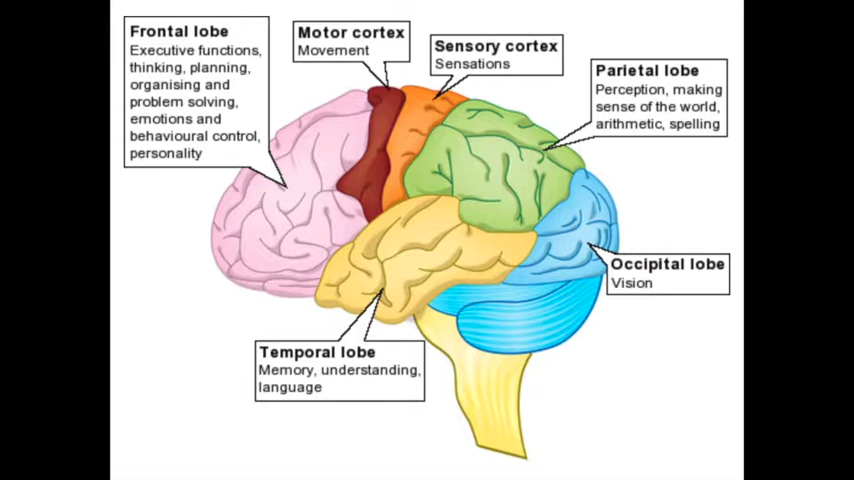 Frontal lobe
Executive functions,
thinking, planning,
organising and
problem solving,
emotions and
behavioural control,
personality
Motor cortex
Movement
Sensory cortex
Sensations
Parietal lobe
Perception, making
sense of the world,
arithmetic, spelling
Occipital lobe
Vision
Temporal lobe
Memory, understanding,
language